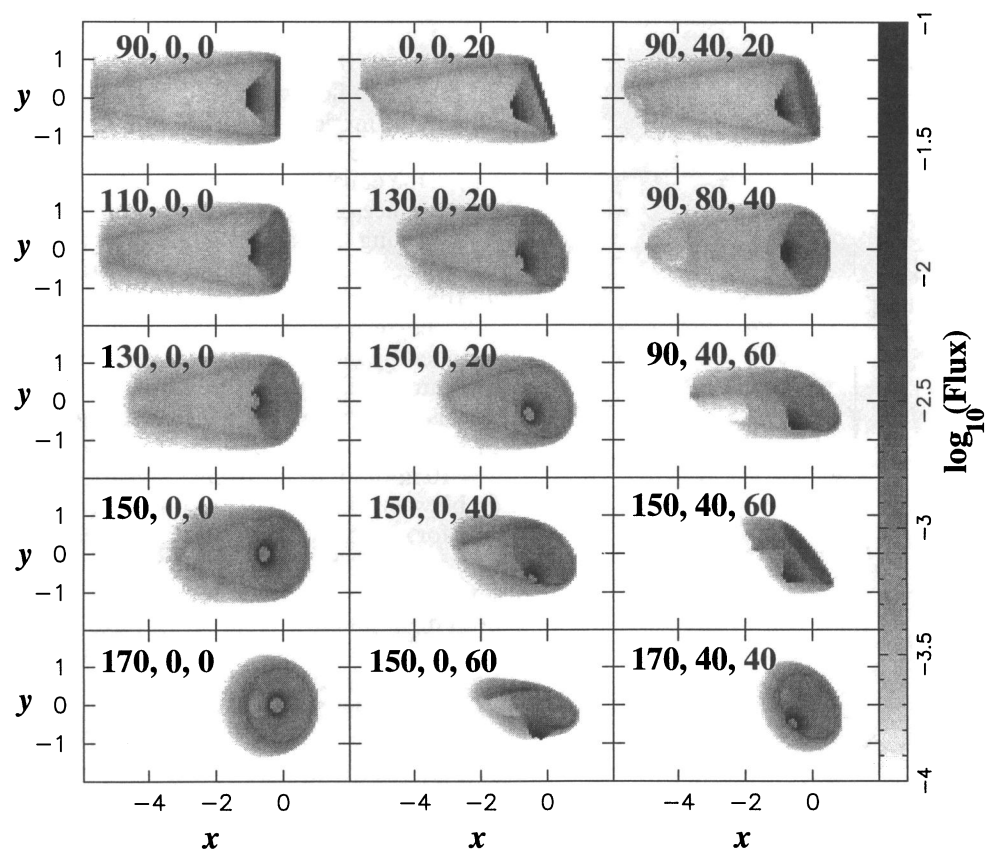 90, 0, 0
0, 0, 20
90, 40, 20
110, 0, 0
130, 0, 20
90, 80, 40
130, 0, 0
150, 0, 20
90, 40, 60
150, 0, 0
150, 0, 40
150, 40, 60
170, 0, 0
150, 0, 60
170, 40, 40
y 1 0 −1
y 1 0 −1
y 1 0 −1
y 1 0 −1
y 1 0 −1
−4 −2 0
−4 −2 0
−4 −2 0
x
x
−1
−1.5
−2
−2.5
−3
−3.5
−4
log10(Flux)